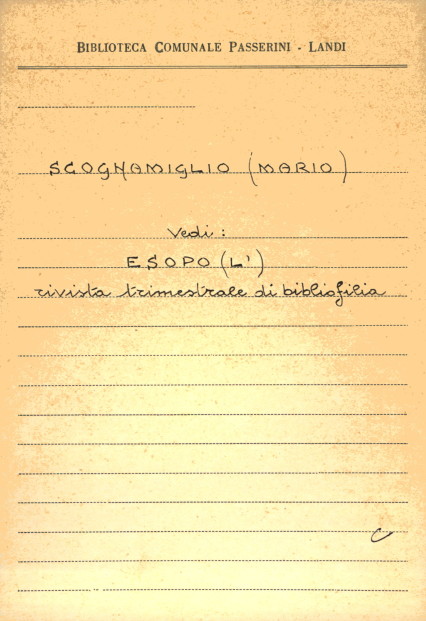 BIBLIOTECA COMUNALE PASSERINI - LANDI
SCOGNAMIGLIO (MARIO)
Vedi :
ESOPO (L')
rivista trimestrale di bibliofilia
C